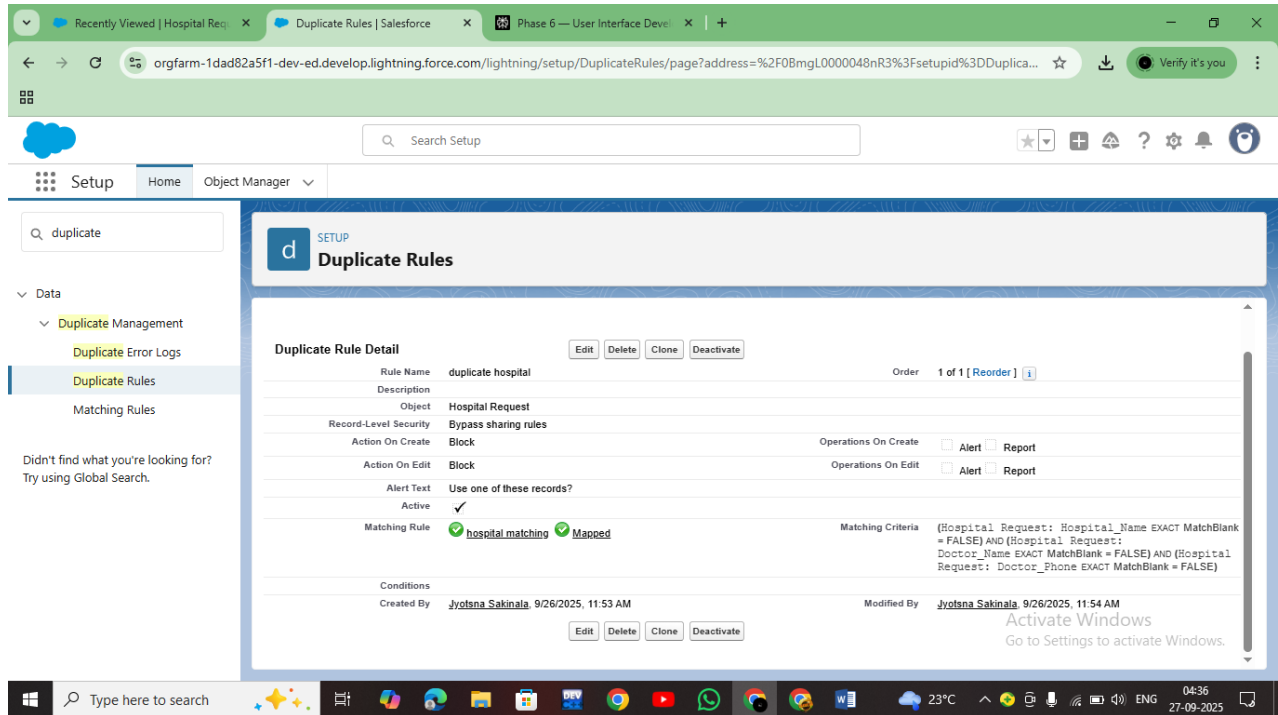 Recently Viewed | Hospital Requ
Duplicate Rules | Salesforce
Phase 6 — User Interface Devel
orgfarm-1dad82a5f1-dev-ed.develop.lightning.force.com/lightning/setup/DuplicateRules/page?address=%2F0BmgL0000048nR3%3Fsetupid%3DDuplica...
Verify it's you
Search Setup
Setup
Home
Object Manager
duplicate
Data
Duplicate Management
Duplicate Error Logs
Duplicate Rules
Matching Rules
Didn't find what you're looking for?
Try using Global Search.
d
SETUP
Duplicate Rules
Duplicate Rule Detail
Edit Delete Clone Deactivate
Rule Name duplicate hospital Order 1 of 1 [ Reorder ] i
Description
Object Hospital Request
Record-Level Security Bypass sharing rules
Action On Create Block Operations On Create Alert Report
Action On Edit Block Operations On Edit Alert Report
Alert Text Use one of these records?
Active
Matching Rule hospital matching Mapped
Matching Criteria (Hospital Request: Hospital_Name EXACT MatchBlank
= FALSE) AND (Hospital Request:
Doctor_Name EXACT MatchBlank = FALSE) AND (Hospital
Request: Doctor_Phone EXACT MatchBlank = FALSE)
Conditions
Created By Jyotsna Sakinala, 9/26/2025, 11:53 AM Modified By Jyotsna Sakinala, 9/26/2025, 11:54 AM
Edit Delete Clone Deactivate
Activate Windows
Go to Settings to activate Windows.
Type here to search
DEV
23°C
ENG
04:36
27-09-2025